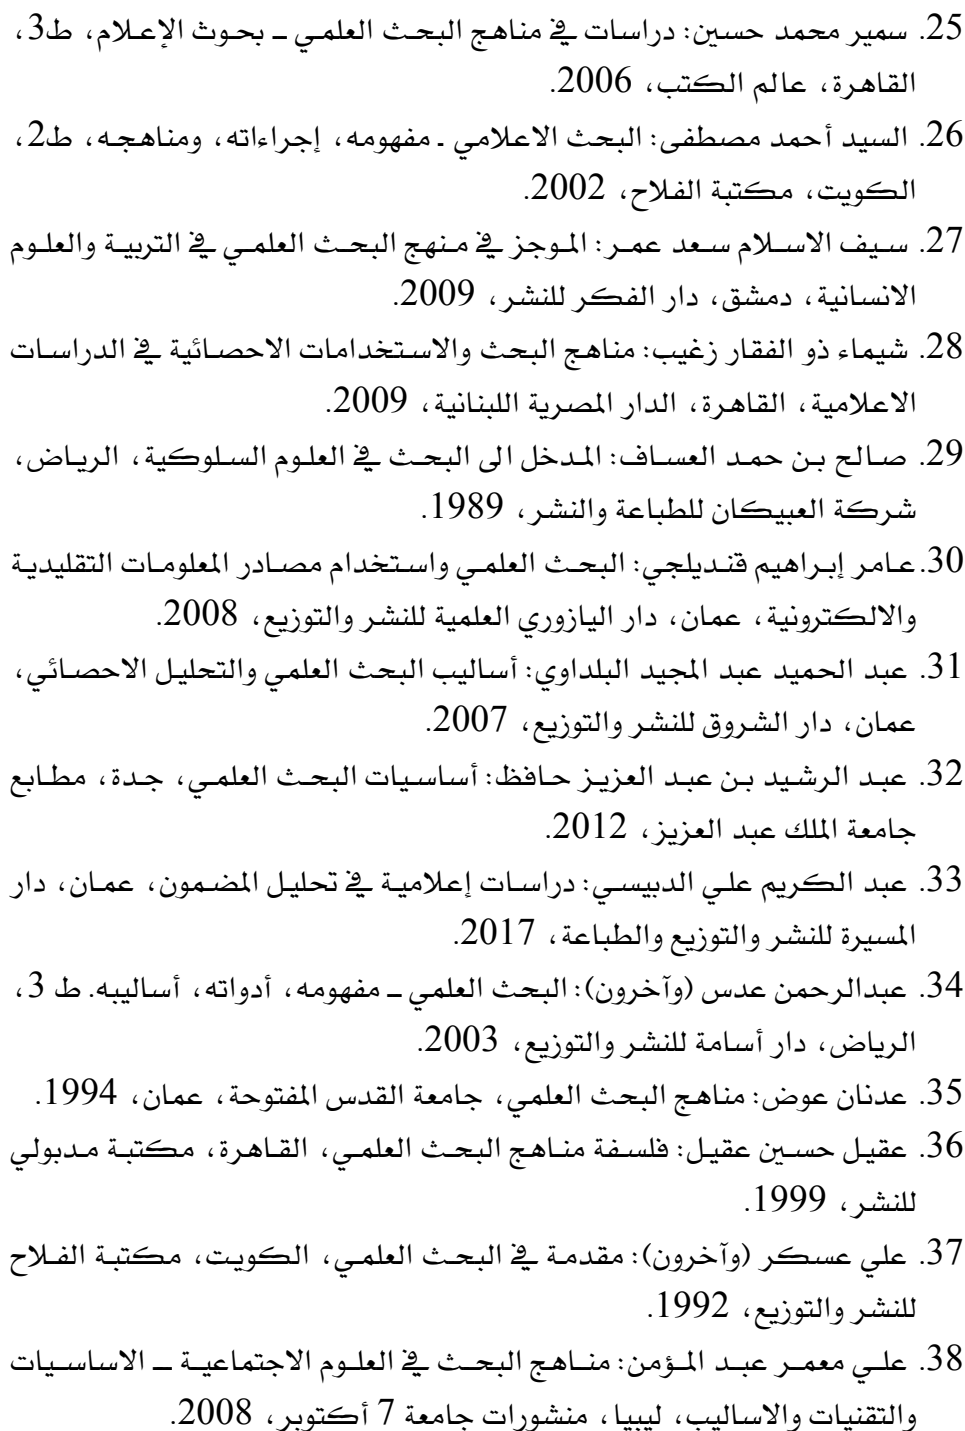 25. سمير محمد حسين: دراسات في مناهج البحث العلمي ـ بحوث الإعلام، ط3،
القاهرة، عالم الكتب، 2006.
26. السيد أحمد مصطفى: البحث الاعلامي ـ مفهومه، إجراءاته، ومناهجه، ط2،
الكويت، مكتبة الفلاح، 2002.
27. سيف الاسلام سعد عمر: الموجز في منهج البحث العلمي في التربية والعلوم
الانسانية، دمشق، دار الفكر للنشر، 2009.
28. شيماء ذو الفقار زغيب: مناهج البحث والاستخدامات الاحصائية في الدراسات
الاعلامية، القاهرة، الدار المصرية اللبنانية، 2009.
29. صالح بن حمد العساف: المدخل الى البحث في العلوم السلوكية، الرياض،
شركة العبيكان للطباعة والنشر، 1989.
30. عامر إبراهيم قنديلجي: البحث العلمي واستخدام مصادر المعلومات التقليدية
والالكترونية، عمان، دار اليازوري العلمية للنشر والتوزيع، 2008.
31. عبد الحميد عبد المجيد البلداوي: أساليب البحث العلمي والتحليل الاحصائي،
عمان، دار الشروق للنشر والتوزيع، 2007.
32. عبد الرشيد بن عبد العزيز حافظ: أساسيات البحث العلمي، جدة، مطابع
جامعة الملك عبد العزيز، 2012.
33. عبد الكريم علي الدبيسي: دراسات إعلامية في تحليل المضمون، عمان، دار
المسيرة للنشر والتوزيع والطباعة، 2017.
34. عبدالرحمن عدس (وآخرون): البحث العلمي ـ مفهومه، أدواته، أساليبه. ط 3،
الرياض، دار أسامة للنشر والتوزيع، 2003.
35. عدنان عوض: مناهج البحث العلمي، جامعة القدس المفتوحة، عمان، 1994.
36. عقيل حسين عقيل: فلسفة مناهج البحث العلمي، القاهرة، مكتبة مدبولي
للنشر، 1999.
37. علي عسكر (وآخرون): مقدمة في البحث العلمي، الكويت، مكتبة الفلاح
للنشر والتوزيع، 1992.
38. علي معمر عبد المؤمن: مناهج البحث في العلوم الاجتماعية ـ الاساسيات
والتقنيات والاساليب، ليبيا، منشورات جامعة 7 أكتوبر، 2008.